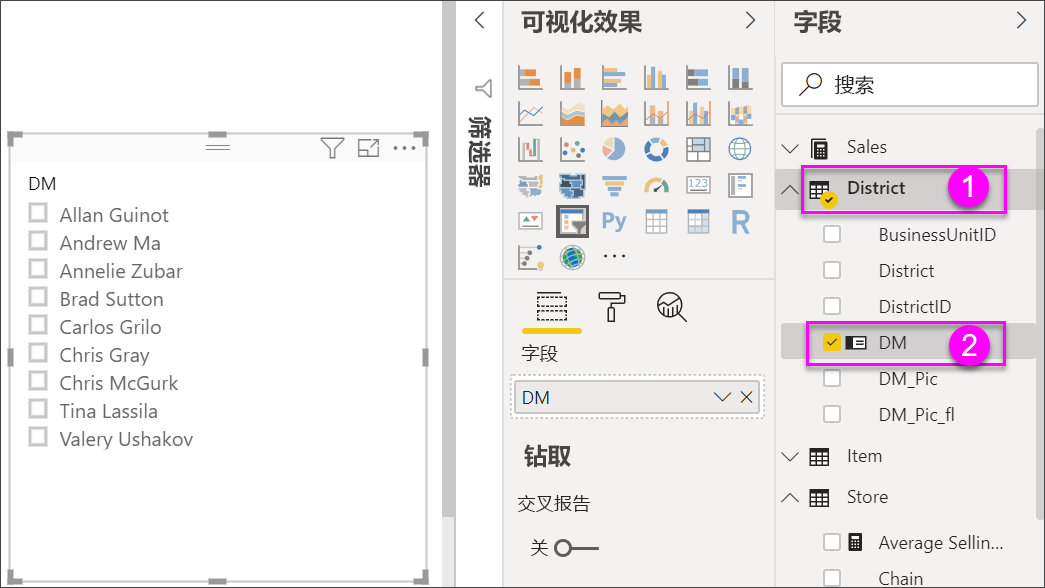 DM
Allan Guinot
Andrew Ma
Annelie Zubar
Brad Sutton
Carlos Grilo
Chris Gray
Chris McGurk
Tina Lassila
Valery Ushakov
筛选器
可视化效果
123
Py
R
字段
DM
钻取
交叉报告
关
字段
搜索
Sales
District
1
BusinessUnitID
District
DistrictID
DM
2
DM_Pic
DM_Pic_fl
Item
Store
Average Sellin...
Chain